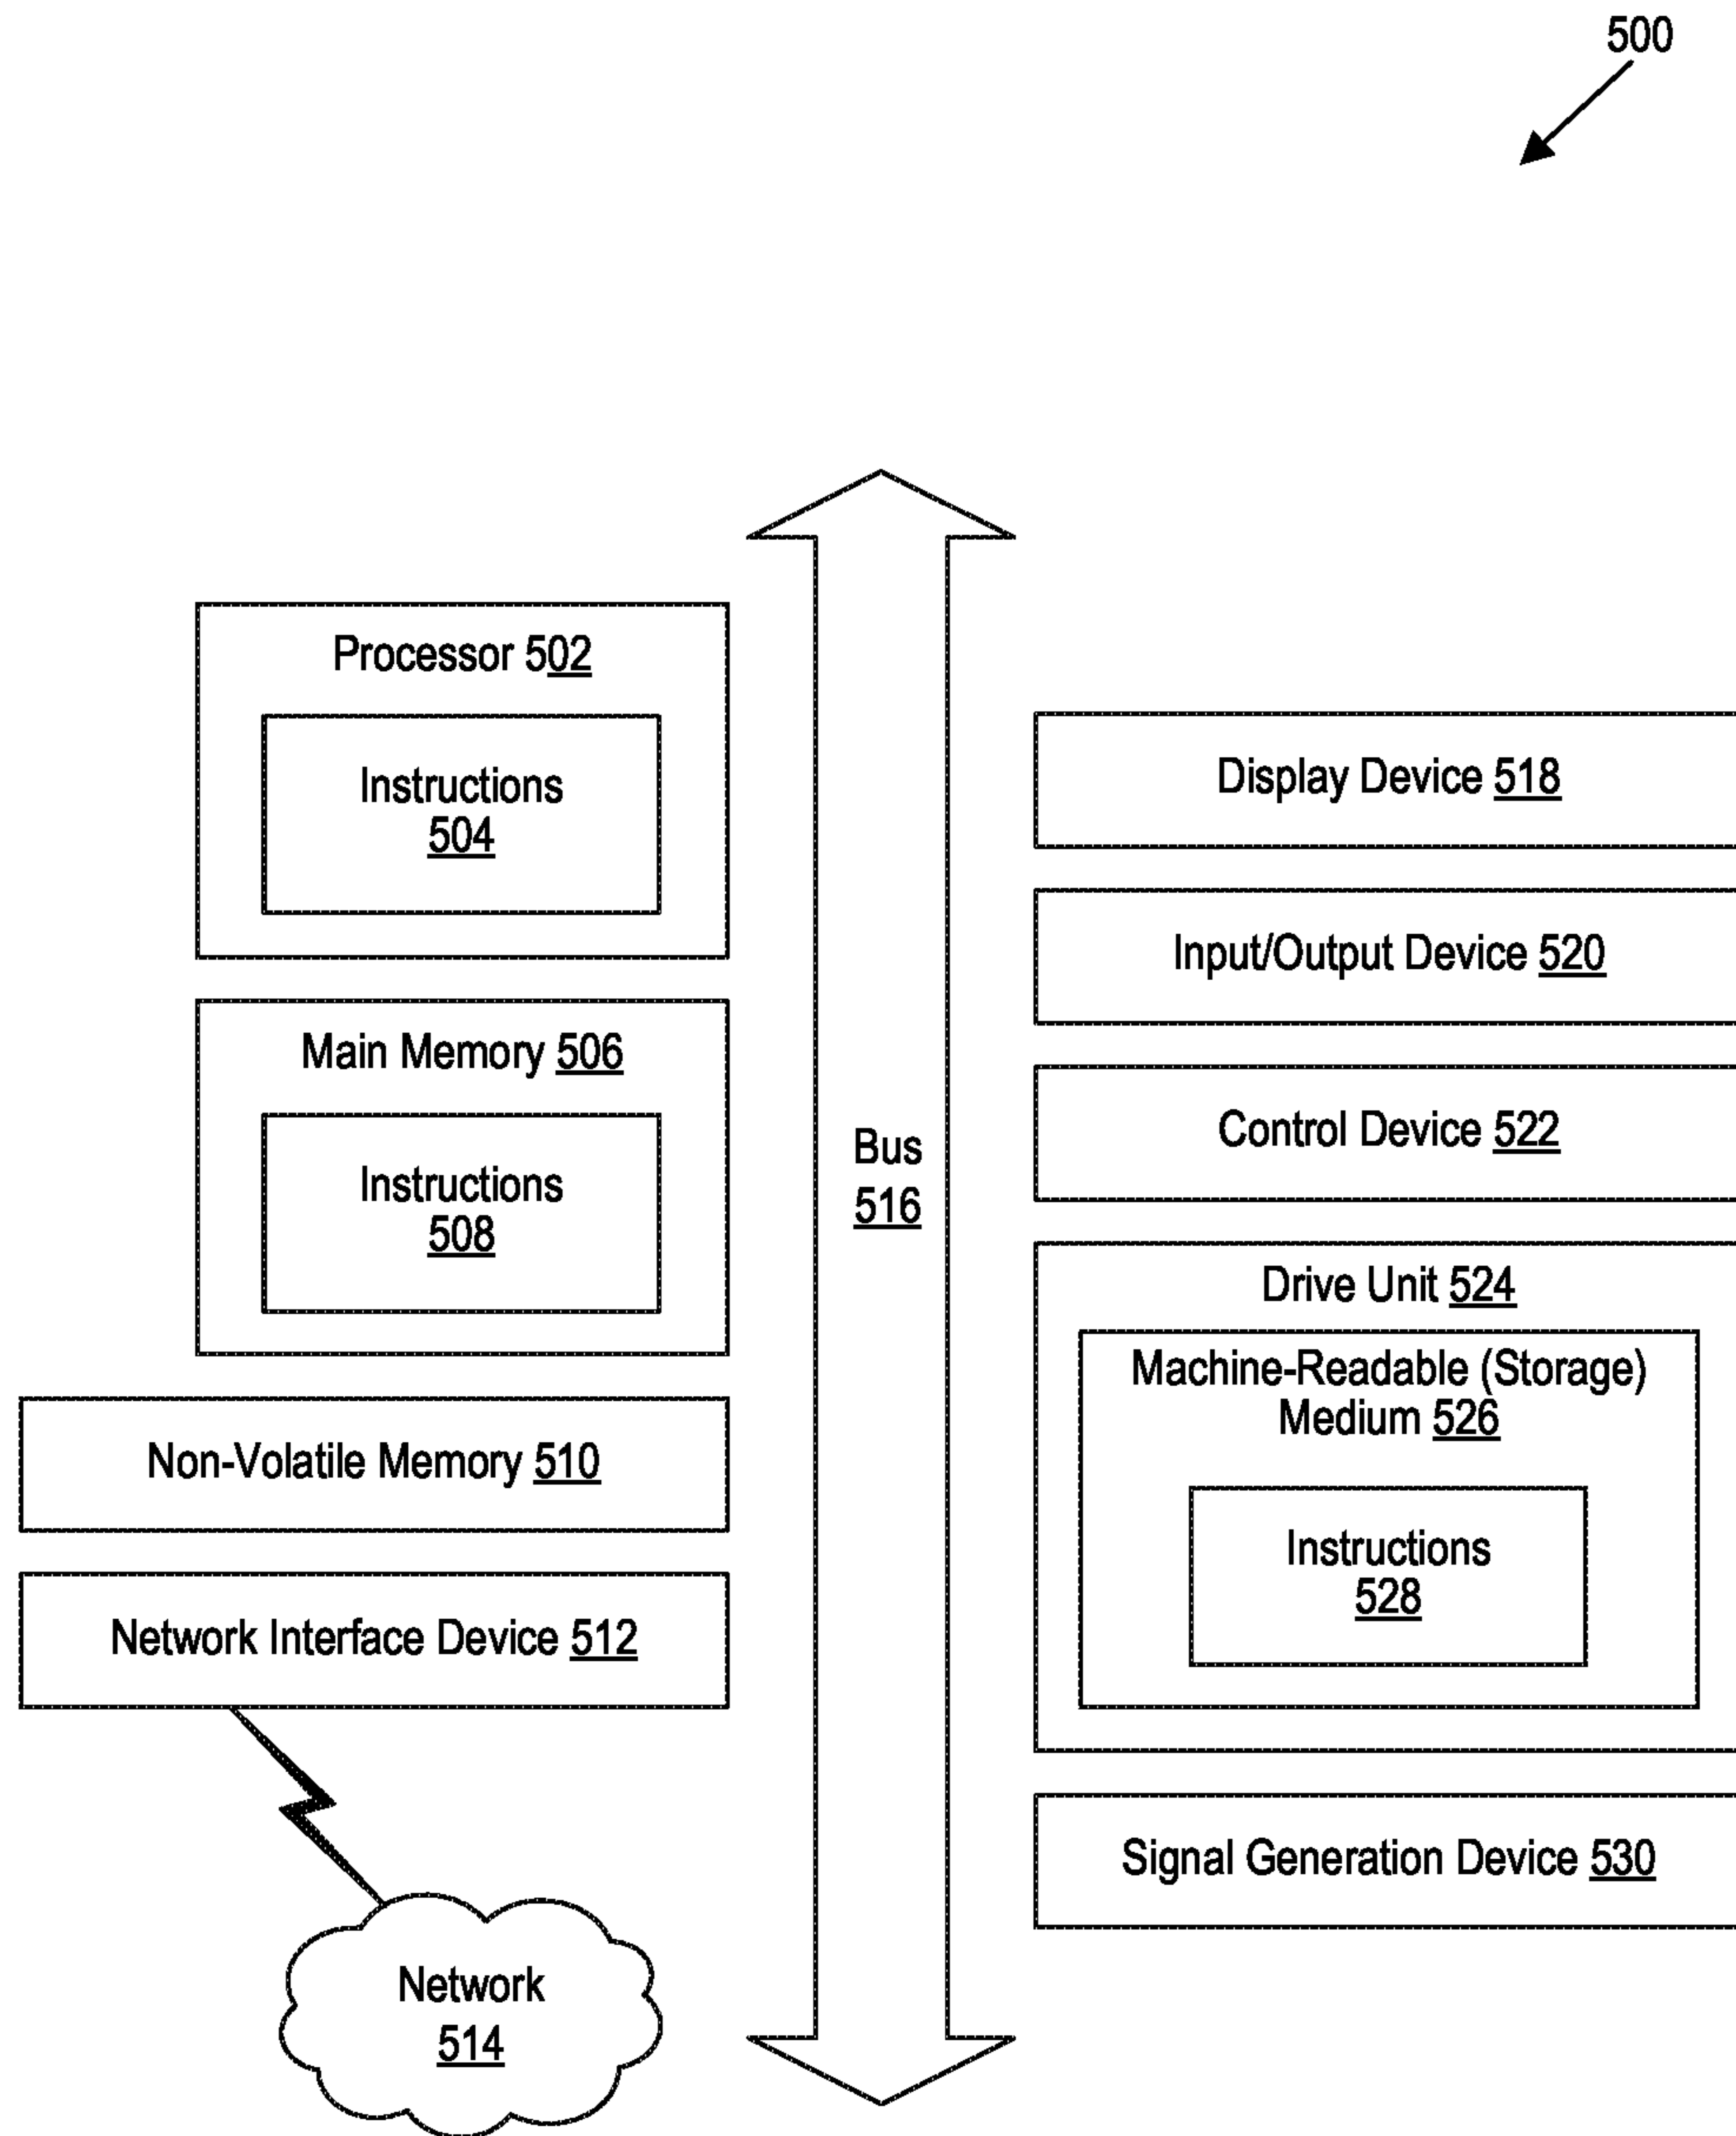 500
Processor 502
Instructions
504
Main Memory 506
Instructions
508
Non-Volatile Memory 510
Network Interface Device 512
Network
514
Bus
516
Display Device 518
Input/Output Device 520
Control Device 522
Drive Unit 524
Machine-Readable (Storage)
Medium 526
Instructions
528
Signal Generation Device 530